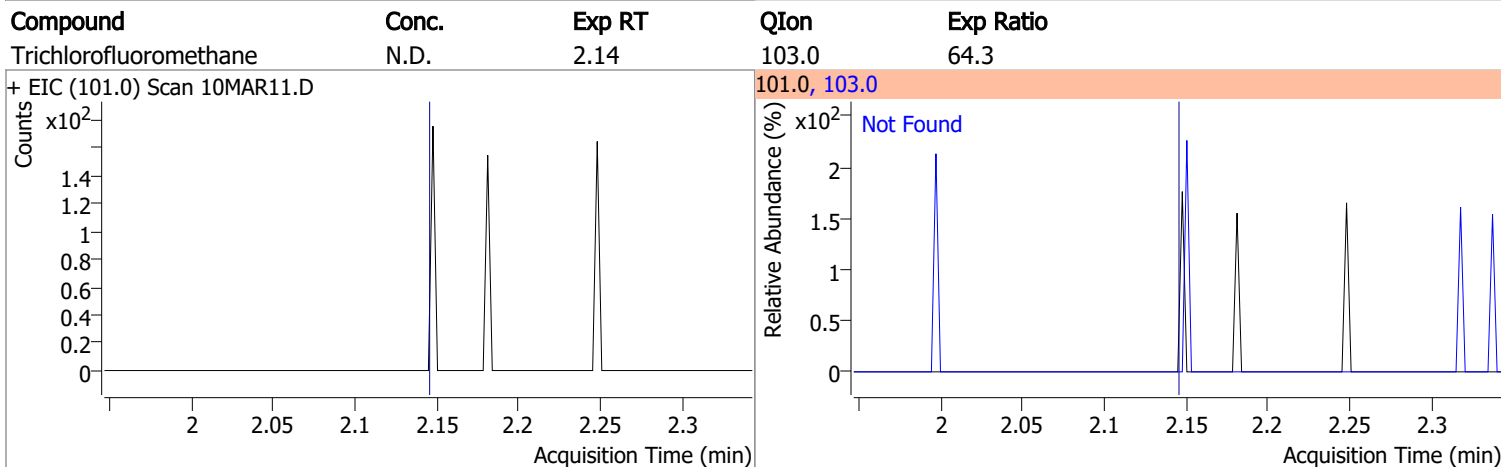 Compound Conc. Exp RT QIon Exp Ratio
Trichlorofluoromethane N.D. 2.14 103.0 64.3
+ EIC (101.0) Scan 10MAR11.D
Counts
x10²
1.4
1.2
1
0.8
0.6
0.4
0.2
0
2 2.05 2.1 2.15 2.2 2.25 2.3
Acquisition Time (min)
101.0, 103.0
Relative Abundance (%)
x10²
Not Found
2
1.5
1
0.5
0
2 2.05 2.1 2.15 2.2 2.25 2.3
Acquisition Time (min)